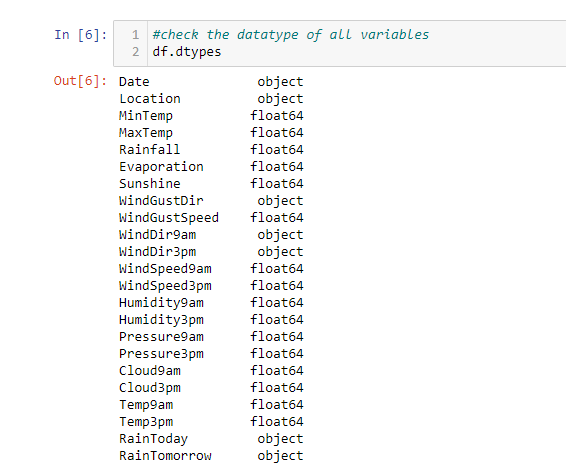 In [6]: 1 #check the datatype of all variables
2 df.dtypes
Out[6]: Date object
Location object
MinTemp float64
MaxTemp float64
Rainfall float64
Evaporation float64
Sunshine float64
WindGustDir object
WindGustSpeed float64
WindDir9am object
WindDir3pm object
WindSpeed9am float64
WindSpeed3pm float64
Humidity9am float64
Humidity3pm float64
Pressure9am float64
Pressure3pm float64
Cloud9am float64
Cloud3pm float64
Temp9am float64
Temp3pm float64
RainToday object
RainTomorrow object